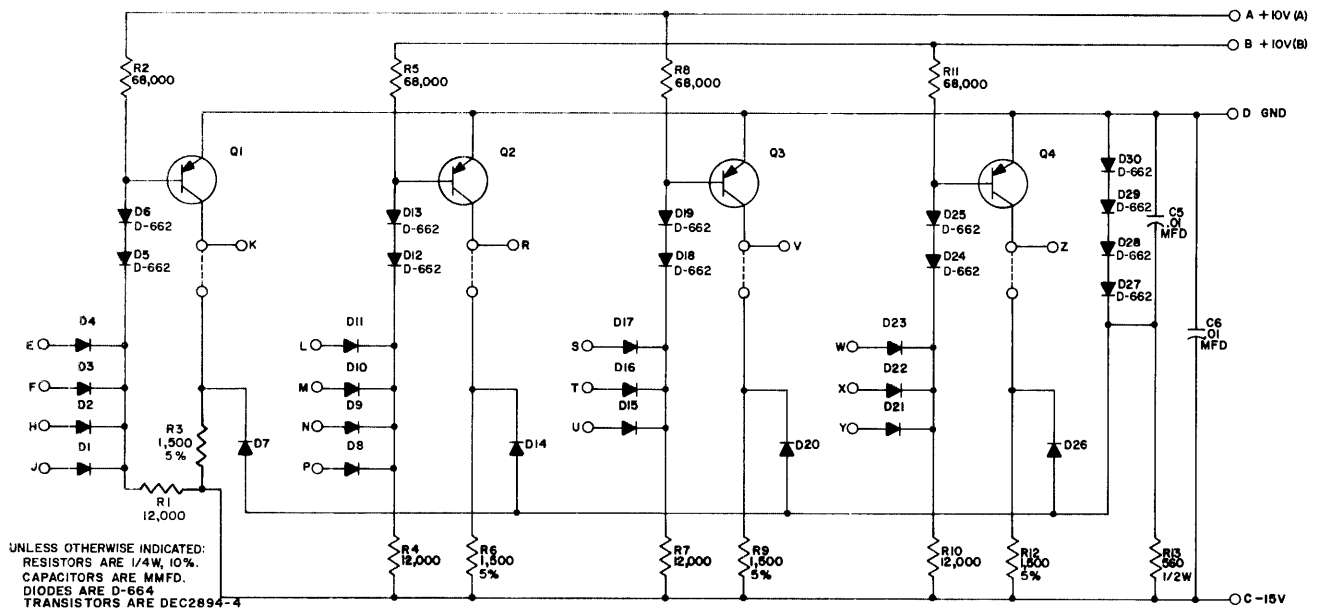 A +10V (A)
B +10V(B)
R2
68,000
R5
68,000
R8
68,000
R11
68,000
D GND
Q1
Q2
Q3
Q4
D30
D-662
D29
D-662
D28
D-662
D27
D-662
C5
.01
MFD
C6
.01
MFD
D6
D-662
D5
D-662
K
D13
D-662
D12
D-662
R
D19
D-662
D18
D-662
V
D25
D-662
D24
D-662
Z
D4
E
D3
F
D2
H
D1
J
R3
1,500
5%
D7
R1
12,000
D11
L
D10
M
D9
N
D8
P
D14
D17
S
D16
T
D15
U
D20
D23
W
D22
X
D21
Y
D26
R4
12,000
R6
1,500
5%
R7
12,000
R9
1,500
5%
R10
12,000
R12
1,500
5%
R13
560
1/2W
C -15V
UNLESS OTHERWISE INDICATED:
RESISTORS ARE 1/4W, 10%.
CAPACITORS ARE MMFD.
DIODES ARE D-664
TRANSISTORS ARE DEC2894-4